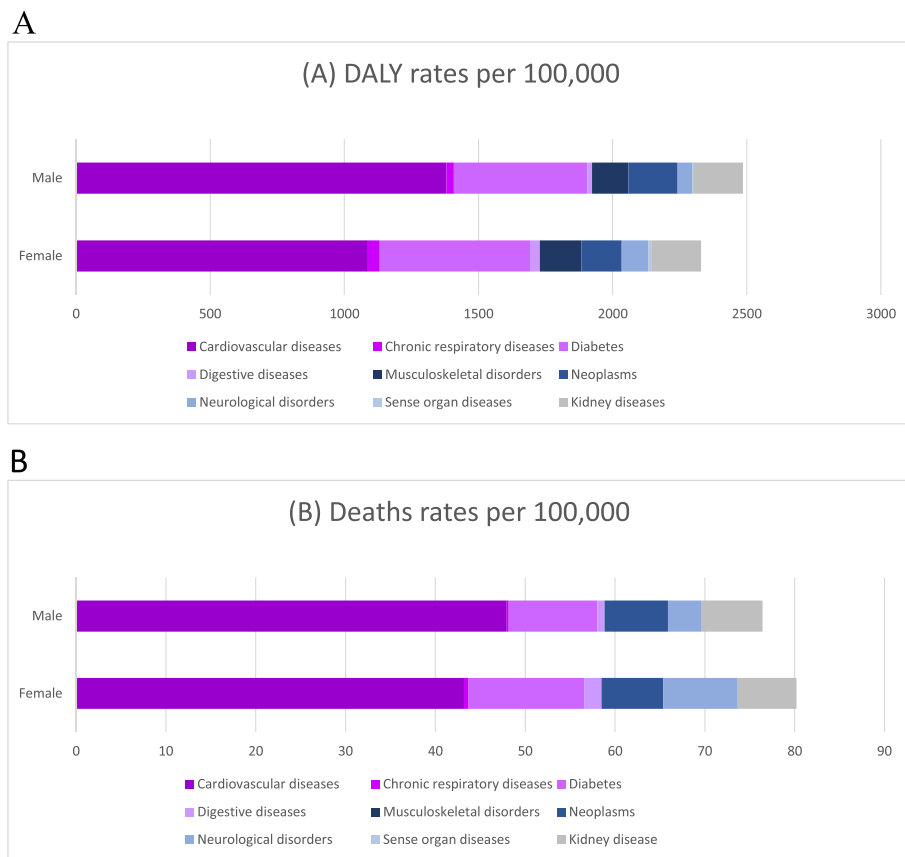 A
(A) DALY rates per 100,000
Male
Female
0 500 1000 1500 2000 2500 3000
Cardiovascular diseases Chronic respiratory diseases Diabetes
Digestive diseases Musculoskeletal disorders Neoplasms
Neurological disorders Sense organ diseases Kidney diseases
B
(B) Deaths rates per 100,000
Male
Female
0 10 20 30 40 50 60 70 80 90
Cardiovascular diseases Chronic respiratory diseases Diabetes
Digestive diseases Musculoskeletal disorders Neoplasms
Neurological disorders Sense organ diseases Kidney disease